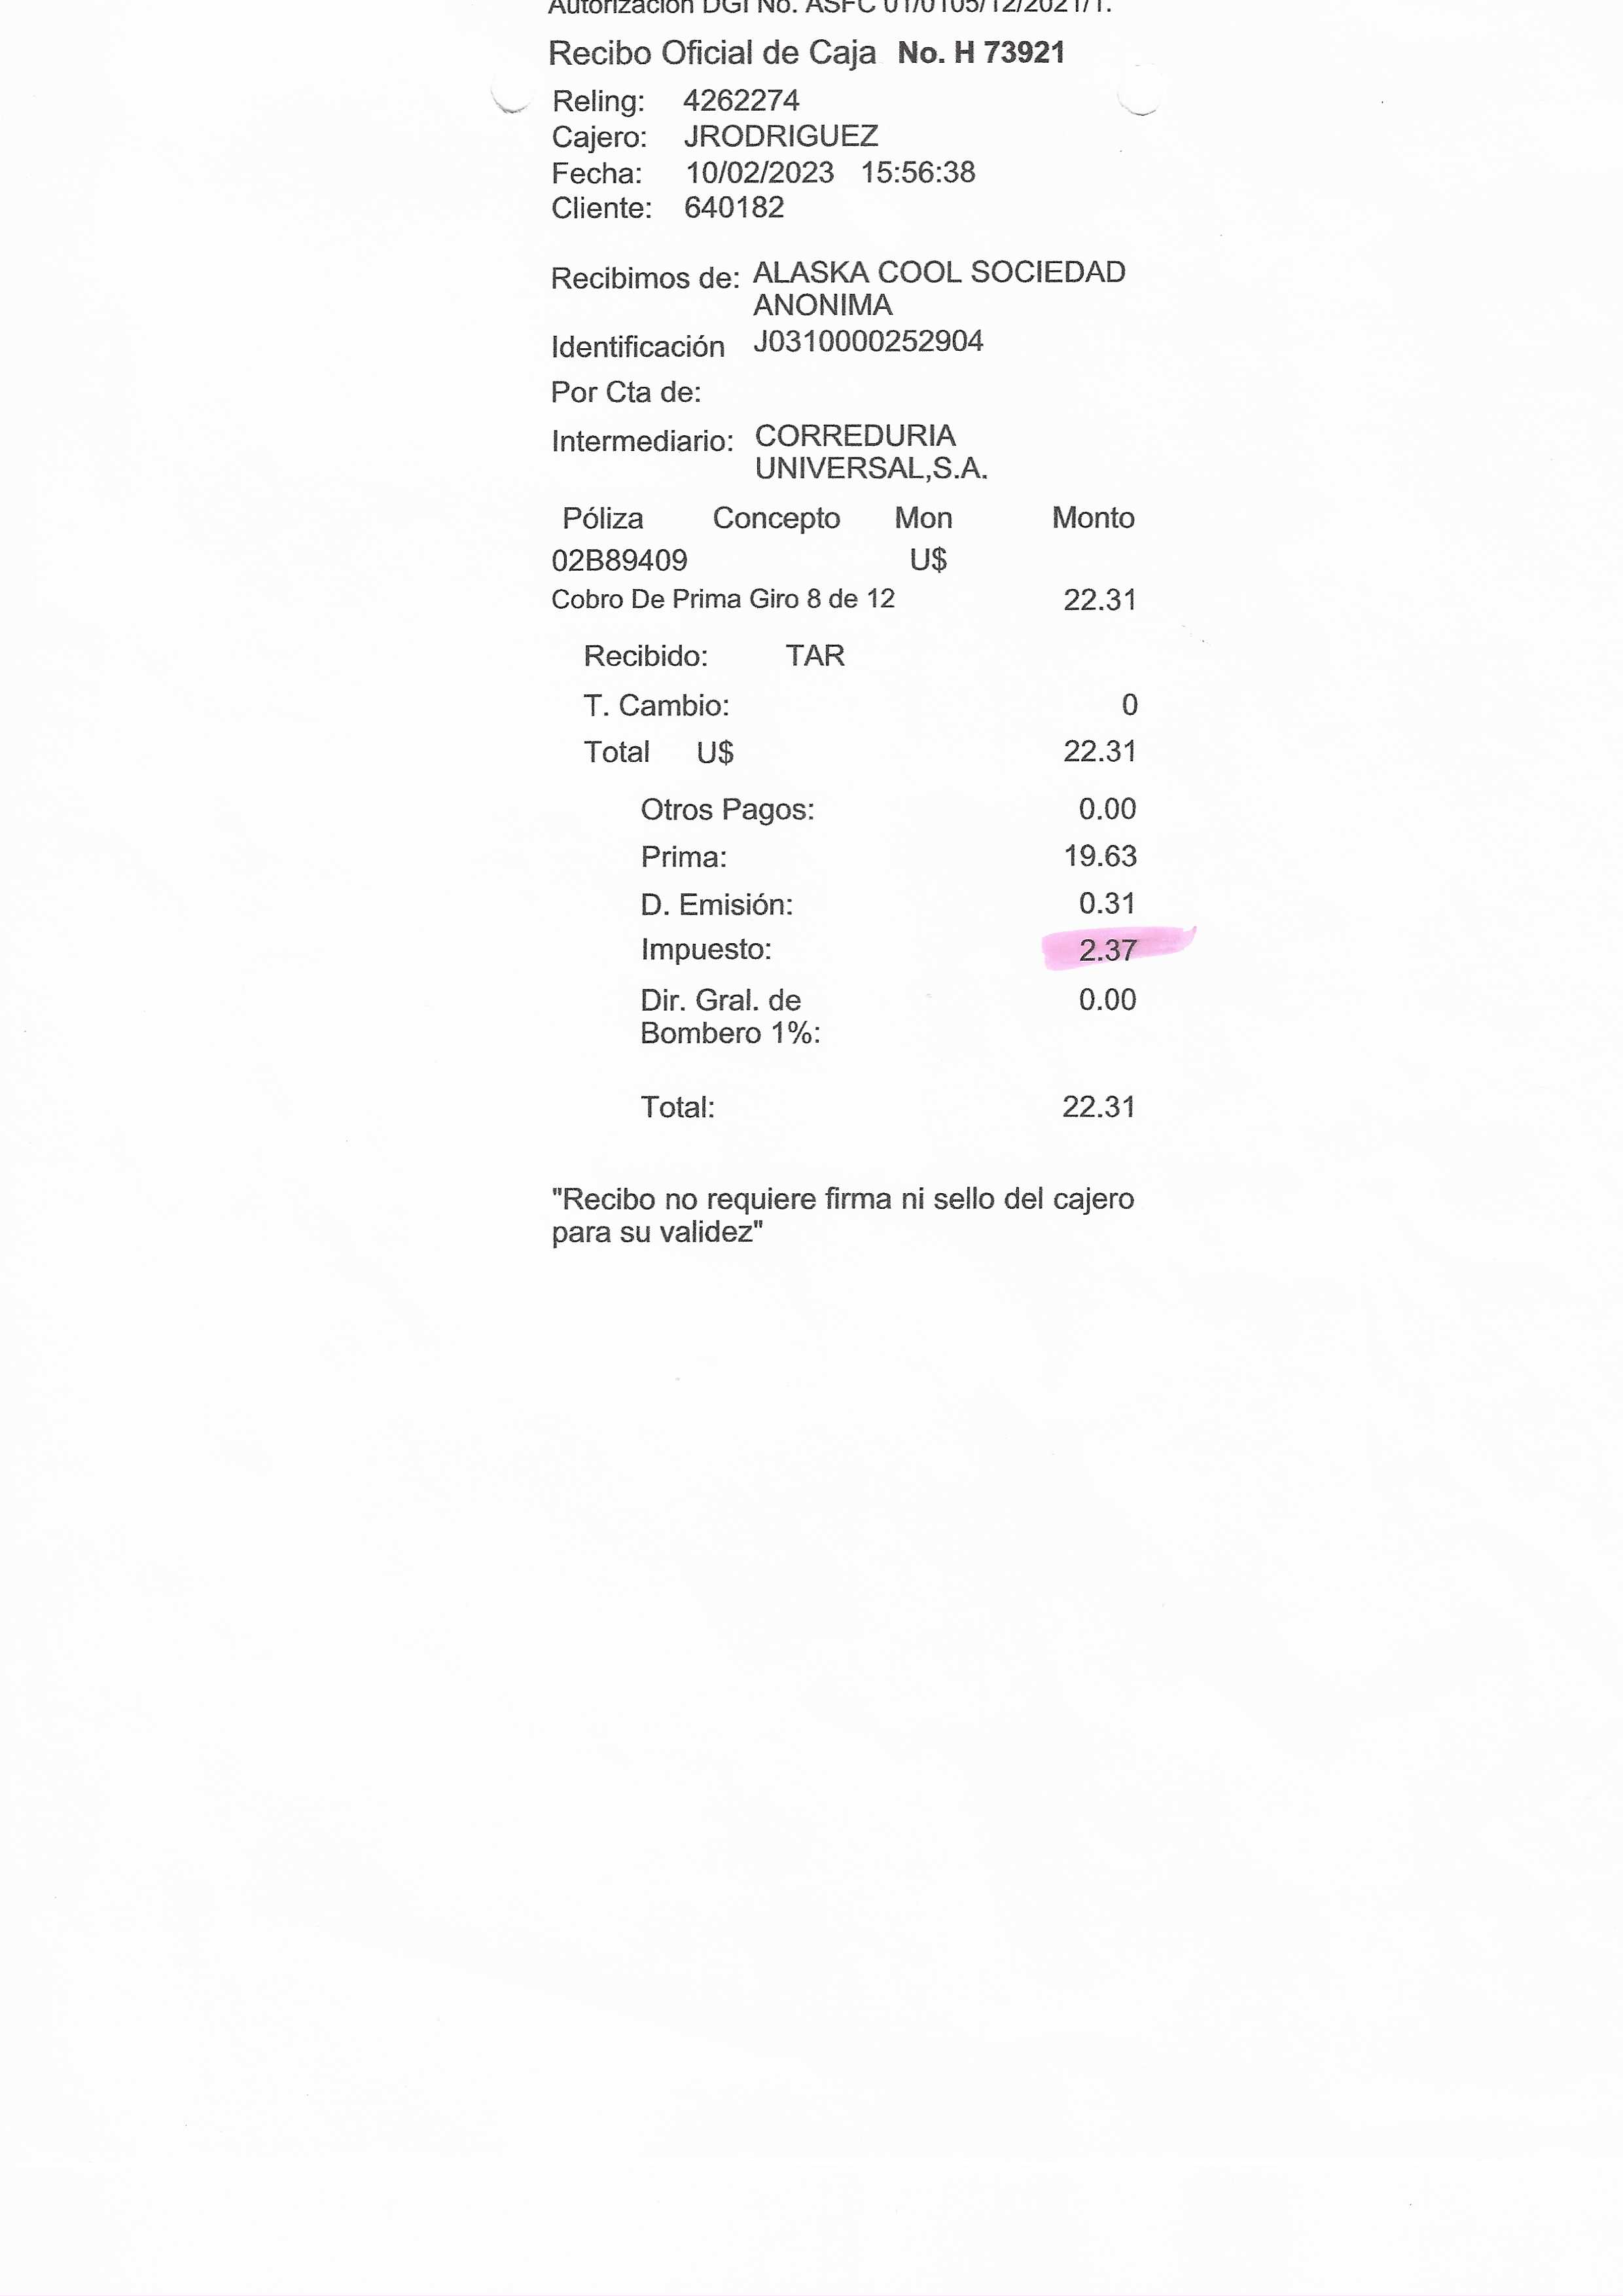 Autorización DGI No. ASFC 01/0105/12/2021/1.
Recibo Oficial de Caja No. H 73921
Reling: 4262274
Cajero: JRODRIGUEZ
Fecha: 10/02/2023 15:56:38
Cliente: 640182
Recibimos de: ALASKA COOL SOCIEDAD
ANONIMA
Identificación J0310000252904
Por Cta de:
Intermediario: CORREDURIA
UNIVERSAL,S.A.
Póliza Concepto Mon Monto
02B89409 U$
Cobro De Prima Giro 8 de 12 22.31
Recibido: TAR
T. Cambio: 0
Total U$ 22.31
Otros Pagos: 0.00
Prima: 19.63
D. Emisión: 0.31
Impuesto: 2.37
Dir. Gral. de 0.00
Bombero 1%:
Total: 22.31
"Recibo no requiere firma ni sello del cajero
para su validez"